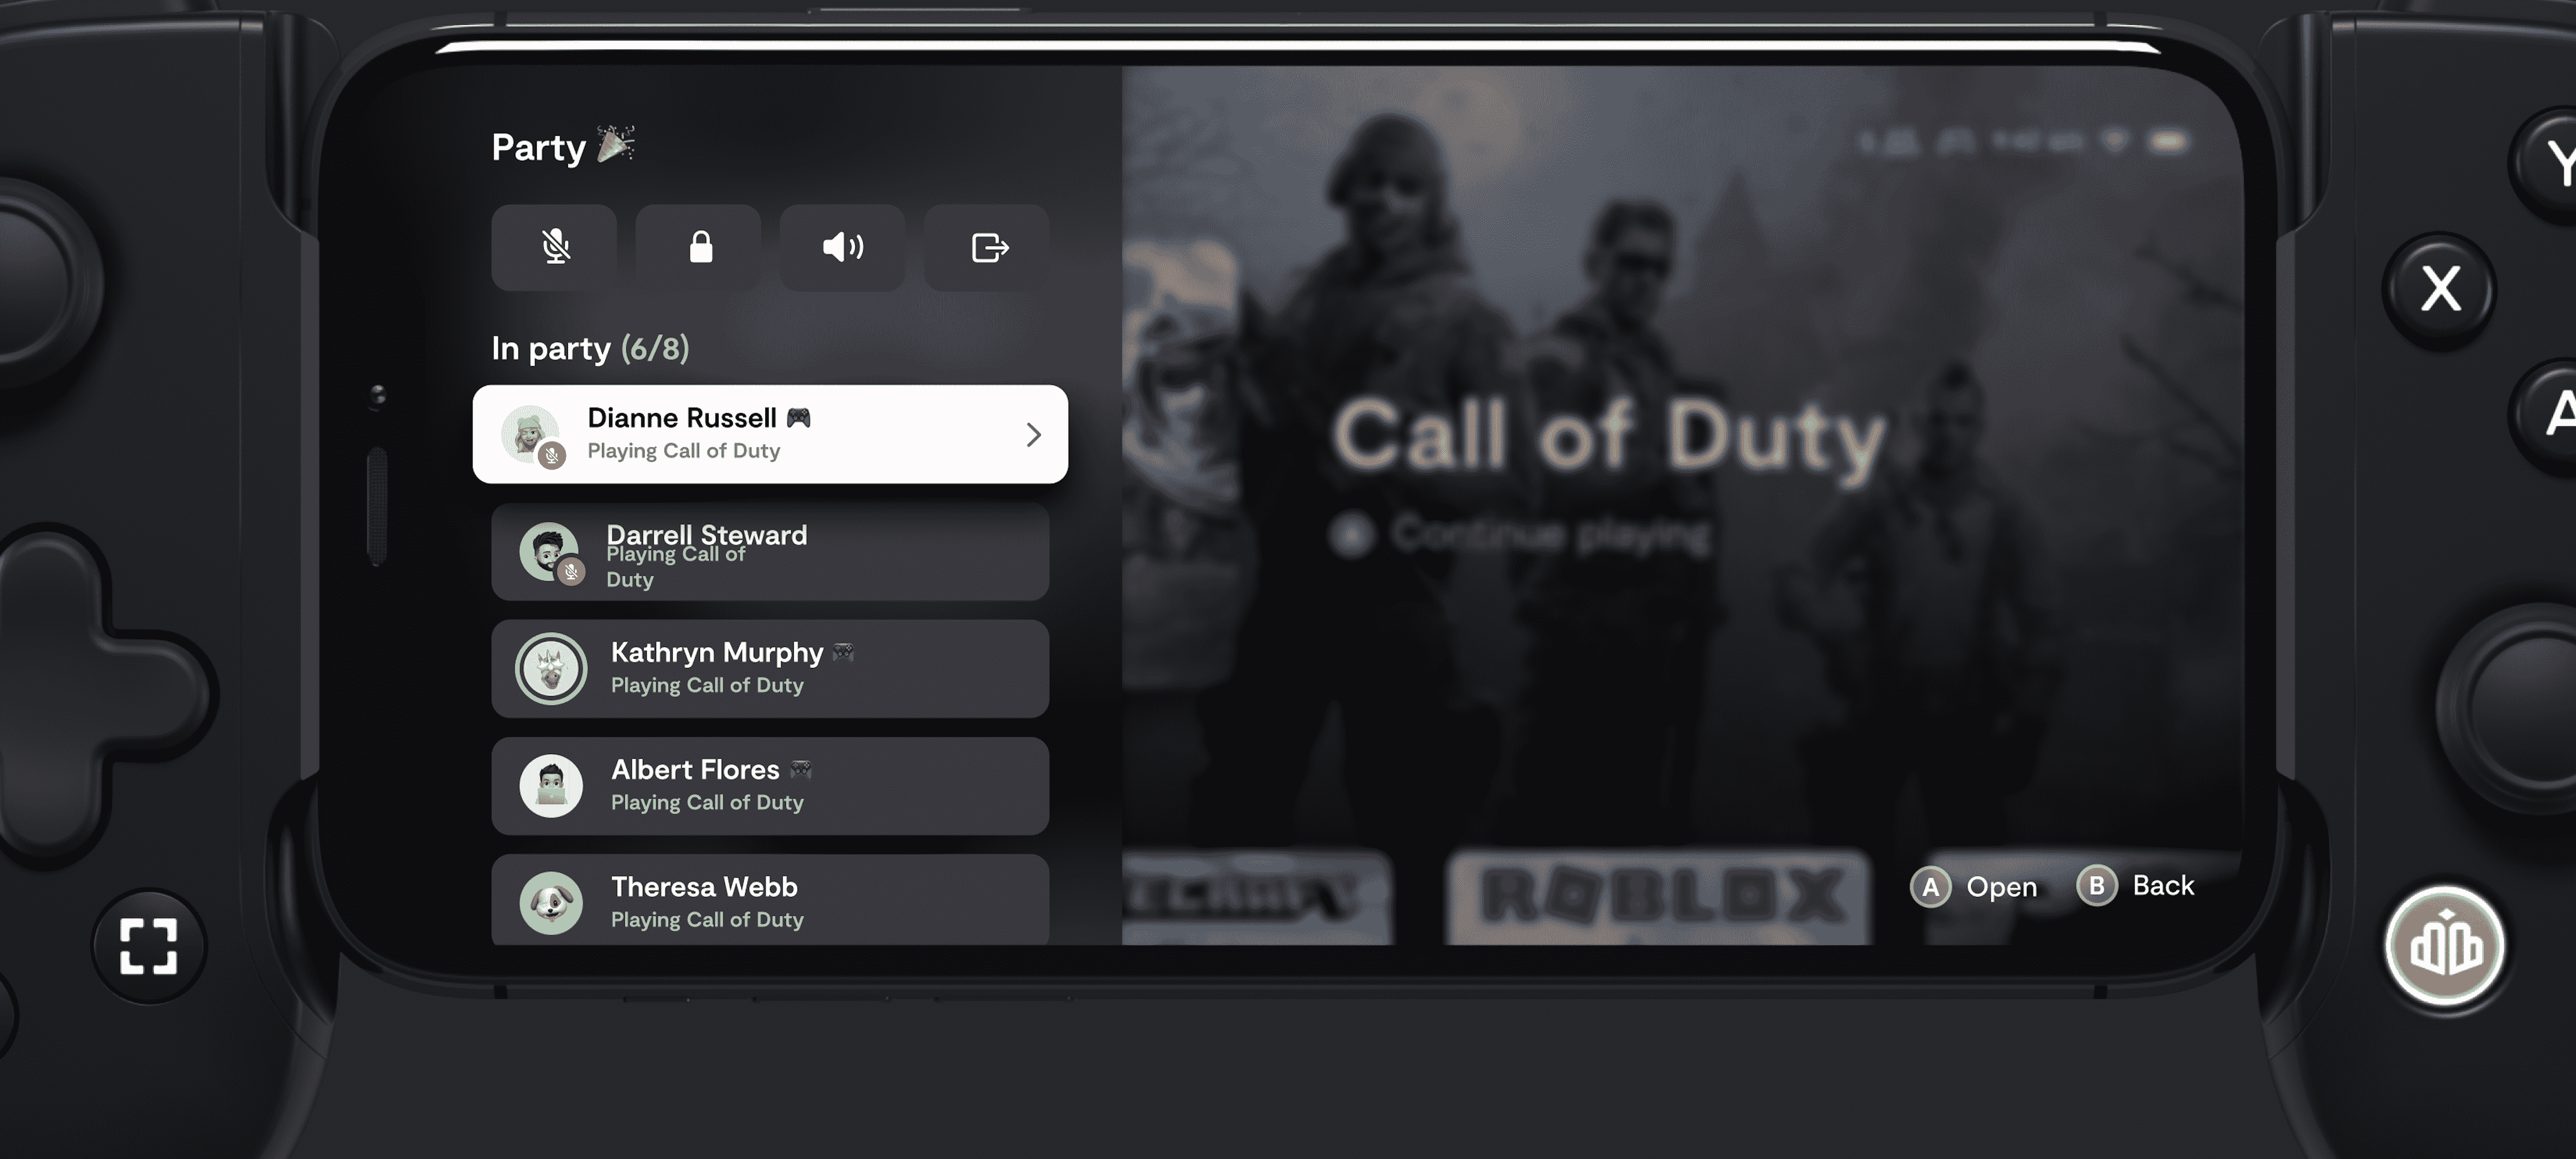 Party
In party (6/8)
Dianne Russell
Playing Call of Duty
Darrell Steward
Playing Call of
Duty
Kathryn Murphy
Playing Call of Duty
Albert Flores
Playing Call of Duty
Theresa Webb
Playing Call of Duty
Call of Duty
Continue playing
ROBLOX
A Open B Back
Y
X
A